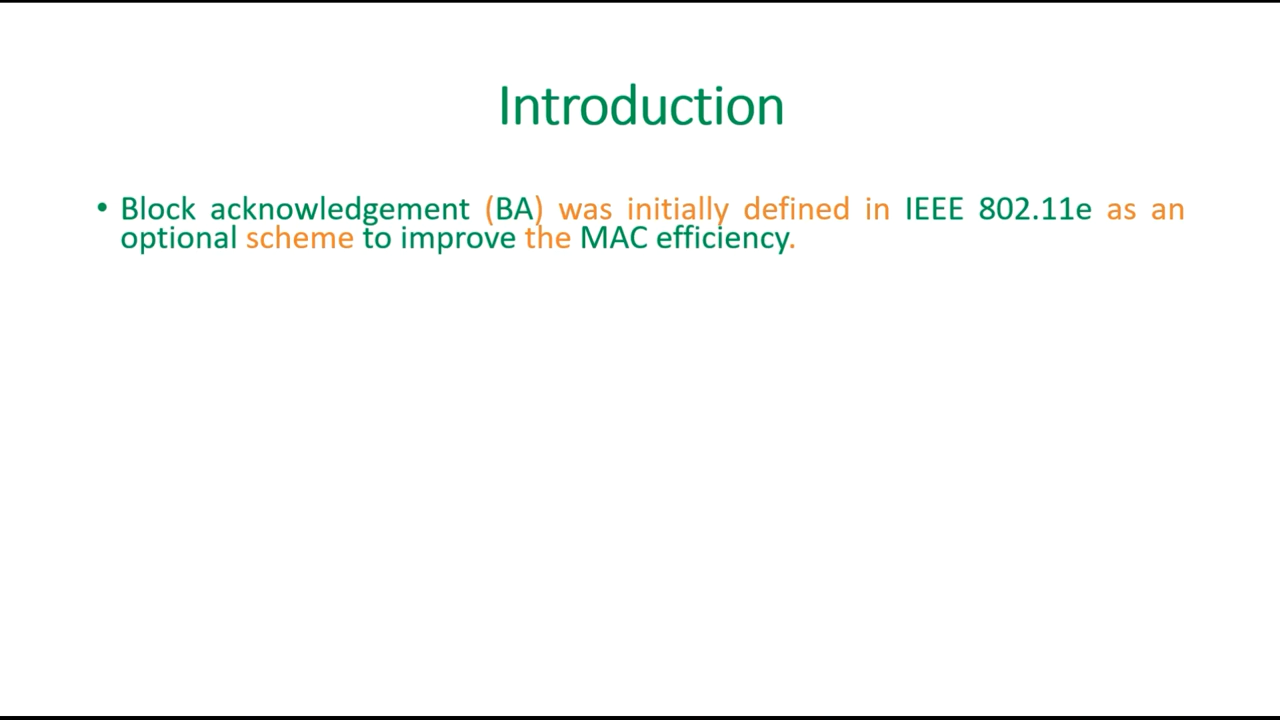 Introduction
• Block acknowledgement (BA) was initially defined in IEEE 802.11e as an
optional scheme to improve the MAC efficiency.